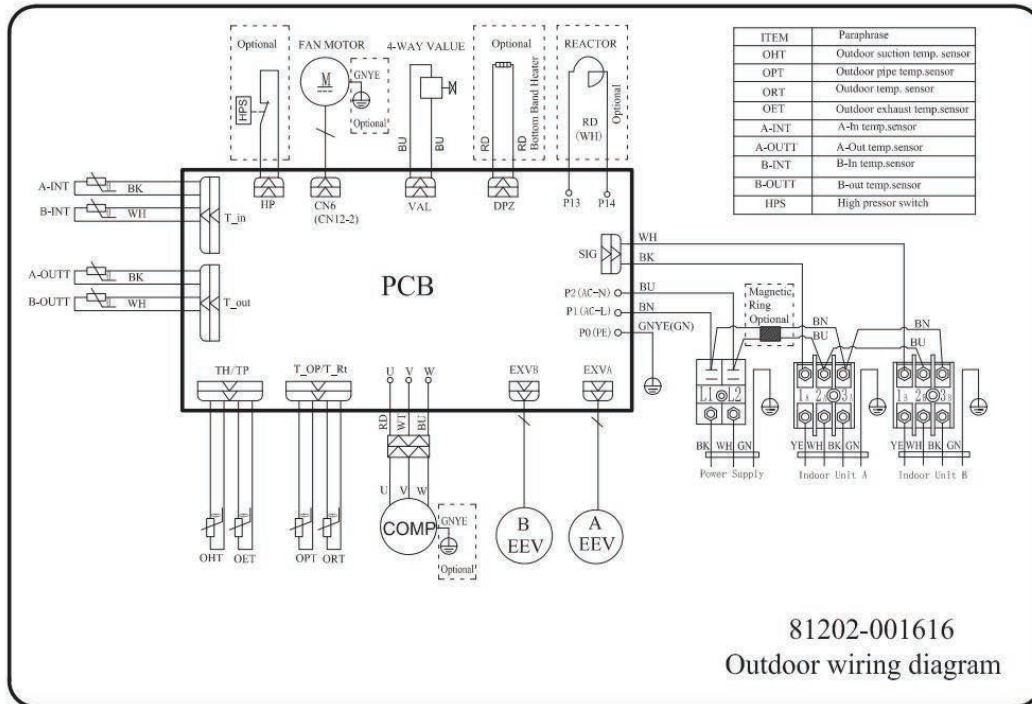 Optional
FAN MOTOR
4-WAY VALUE
Optional
REACTOR
HPS
M
GNYE
Optional
BU
BU
RD
RD
Bottom Band Heater
RD
(WH)
Optional
ITEM Paraphrase
OHT Outdoor suction temp. sensor
OPT Outdoor pipe temp.sensor
ORT Outdoor temp. sensor
OET Outdoor exhaust temp.sensor
A-INT A-In temp.sensor
A-OUTT A-Out temp.sensor
B-INT B-In temp.sensor
B-OUTT B-out temp.sensor
HPS High pressor switch
A-INT BK
B-INT WH
T_in
HP
CN6
(CN12-2)
VAL
DPZ
P13
P14
A-OUTT BK
B-OUTT WH
T_out
PCB
SIG
WH
BK
P2(AC-N) BU
P1(AC-L) BN
P0(PE) GNYE(GN)
Magnetic
Ring
Optional
BN
BU
BN
BU
L1 L2
1A 2A 3A
1B 2B 3B
BK WH GN
YE WH BK GN
YE WH BK GN
Power Supply
Indoor Unit A
Indoor Unit B
TH/TP
T_OP/T_Rt
U V W
EXVB
EXVA
RD
WT
BU
U V W
COMP
GNYE
Optional
B
EEV
A
EEV
OHT OET
OPT ORT
81202-001616
Outdoor wiring diagram